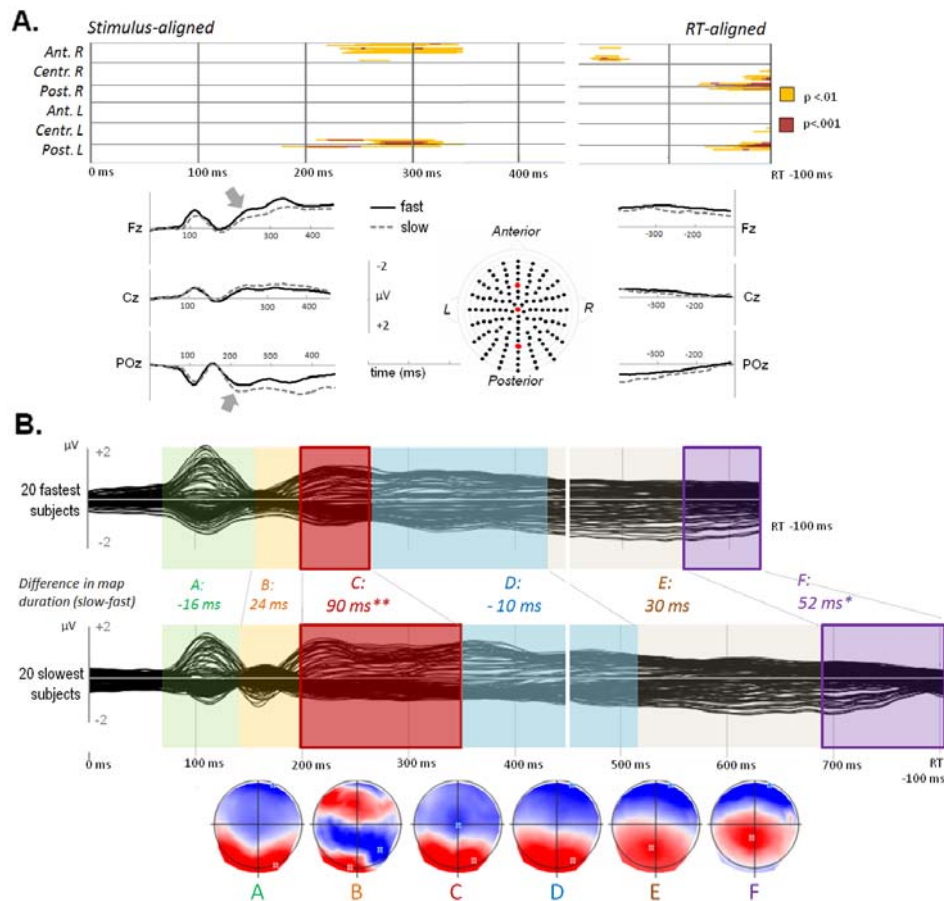 A.
Stimulus-aligned RT-aligned
Ant. R
Centr. R
Post. R
Ant. L
Centr. L
Post. L
p <.01
p<.001
0 ms 100 ms 200 ms 300 ms 400 ms RT -100 ms
Fz 100 200 300 400
fast
slow
-300 -200 Fz
Cz 100 200 300 400
-2
µV
+2
time (ms)
Anterior
L R
Posterior
-300 -200 Cz
POz 100 200 300 400
-300 -200 POz
B.
µV
+2
20 fastest
subjects
-2
RT -100 ms
Difference in map
duration (slow-fast)
A:
-16 ms
B:
24 ms
C:
90 ms**
D:
- 10 ms
E:
30 ms
F:
52 ms*
µV
+2
20 slowest
subjects
-2
0 ms 100 ms 200 ms 300 ms 400 ms 500 ms 600 ms 700 ms RT
-100 ms
A B C D E F